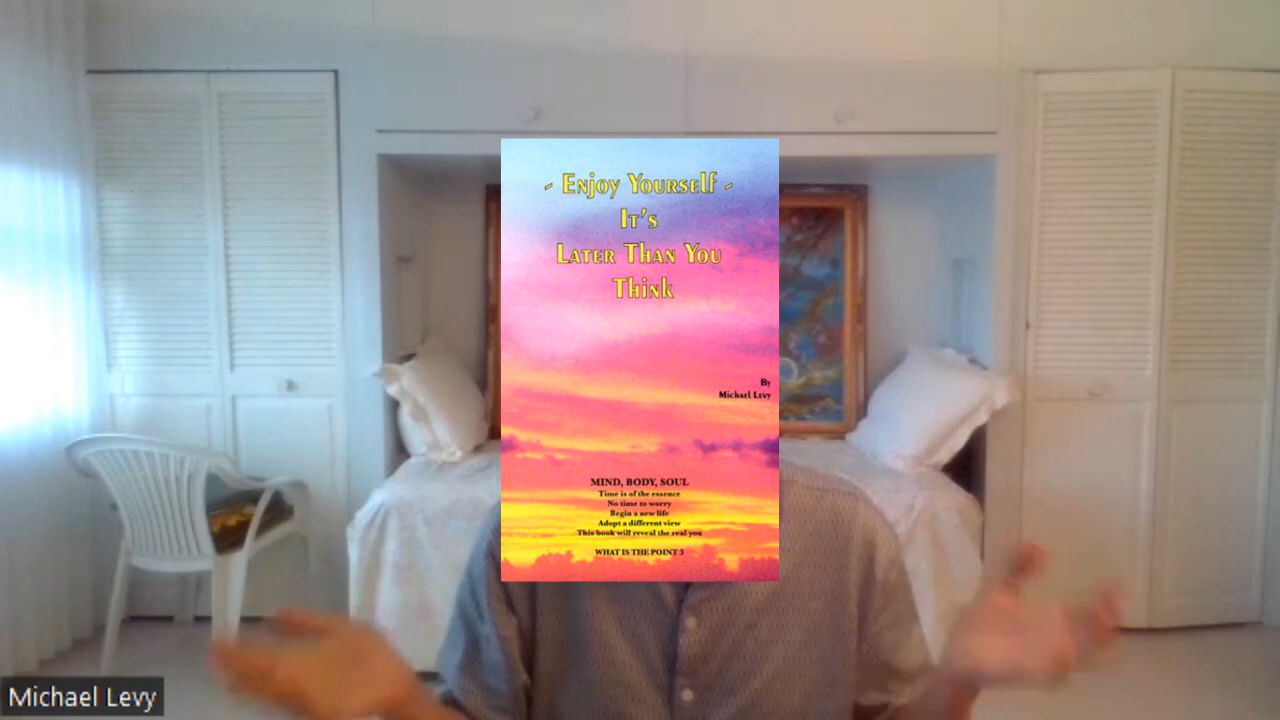 - Enjoy Yourself -
It's
Later Than You
Think
By
Michael Levy
MIND, BODY, SOUL
Time is of the essence
No time to worry
Begin a new life
Adopt a different view
This book will reveal the real you
WHAT IS THE POINT 3
Michael Levy